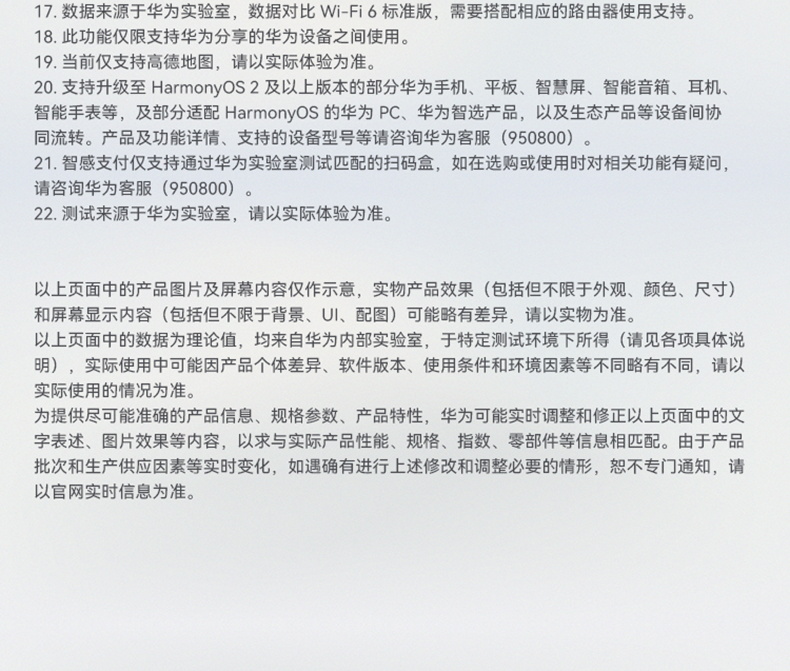 17. 数据来源于华为实验室，数据对比 Wi-Fi 6 标准版，需要搭配相应的路由器使用支持。
18. 此功能仅限支持华为分享的华为设备之间使用。
19. 当前仅支持高德地图，请以实际体验为准。
20. 支持升级至 HarmonyOS 2 及以上版本的部分华为手机、平板、智慧屏、智能音箱、耳机、
智能手表等，及部分适配 HarmonyOS 的华为 PC、华为智选产品，以及生态产品等设备间协
同流转。产品及功能详情、支持的设备型号等请咨询华为客服（950800）。
21. 智感支付仅支持通过华为实验室测试匹配的扫码盒，如在选购或使用时对相关功能有疑问，
请咨询华为客服（950800）。
22. 测试来源于华为实验室，请以实际体验为准。
以上页面中的产品图片及屏幕内容仅作示意，实物产品效果（包括但不限于外观、颜色、尺寸）
和屏幕显示内容（包括但不限于背景、UI、配图）可能略有差异，请以实物为准。
以上页面中的数据为理论值，均来自华为内部实验室，于特定测试环境下所得（请见各项具体说
明），实际使用中可能因产品个体差异、软件版本、使用条件和环境因素等不同略有不同，请以
实际使用的情况为准。
为提供尽可能准确的产品信息、规格参数、产品特性，华为可能实时调整和修正以上页面中的文
字表述、图片效果等内容，以求与实际产品性能、规格、指数、零部件等信息相匹配。由于产品
批次和生产供应因素等实时变化，如遇确有进行上述修改和调整必要的情形，恕不专门通知，请
以官网实时信息为准。